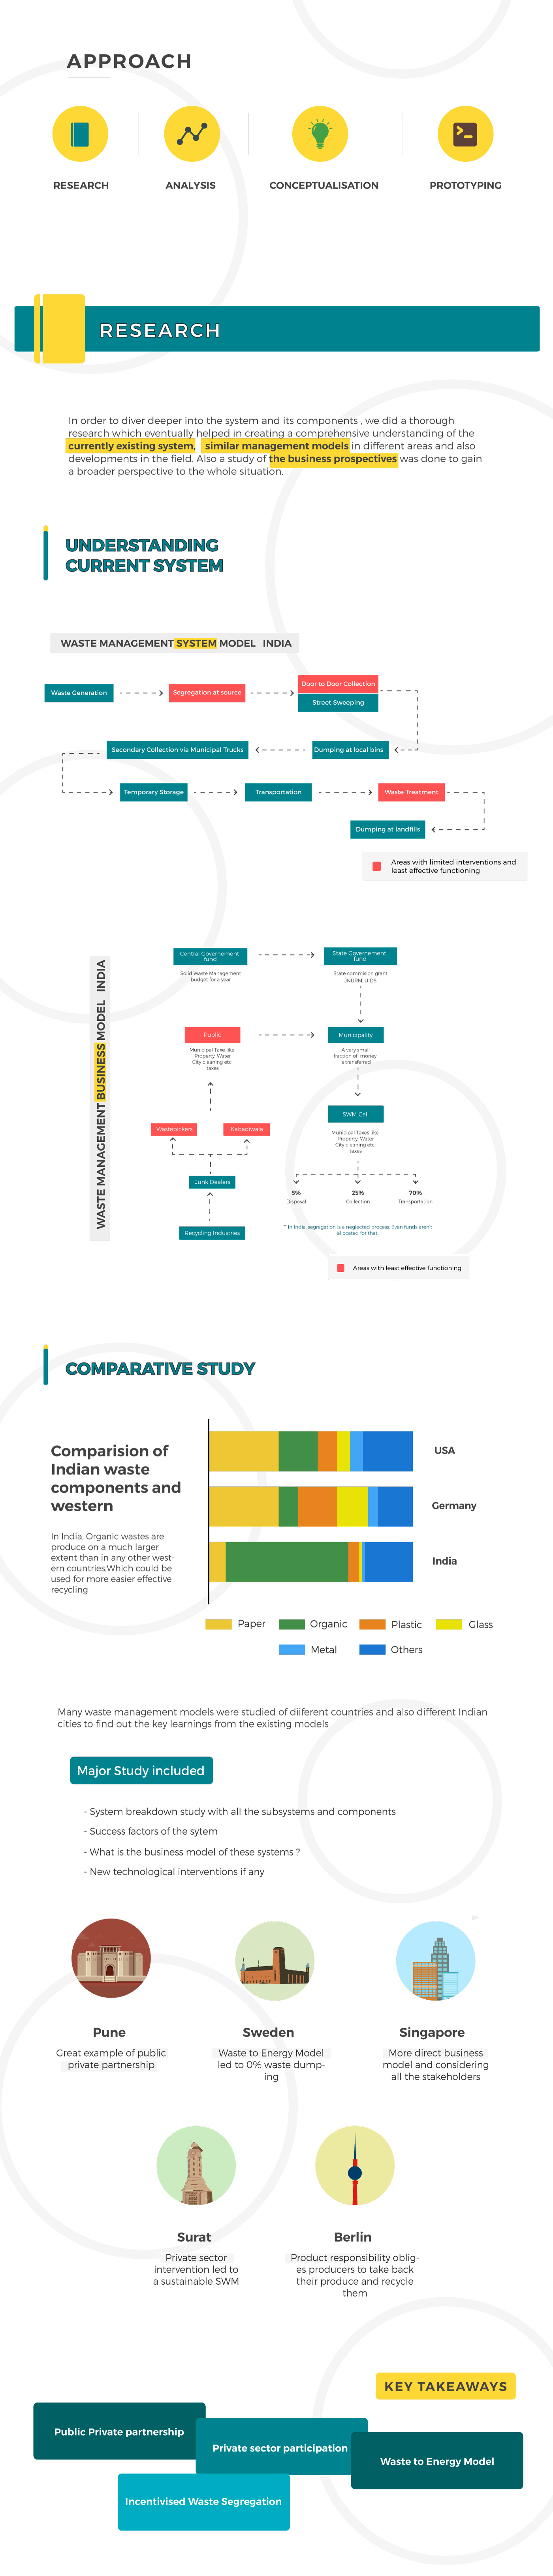 APPROACH
RESEARCH
ANALYSIS
CONCEPTUALISATION
PROTOTYPING
RESEARCH
In order to diver deeper into the system and its components , we did a thorough
research which eventually helped in creating a comprehensive understanding of the
currently existing system, similar management models in different areas and also
developments in the field. Also a study of the business prospectives was done to gain
a broader perspective to the whole situation.
UNDERSTANDING
CURRENT SYSTEM
WASTE MANAGEMENT SYSTEM MODEL INDIA
Waste Generation
Segregation at source
Door to Door Collection
Street Sweeping
Secondary Collection via Municipal Trucks
Dumping at local bins
Temporary Storage
Transportation
Waste Treatment
Dumping at landfills
Areas with limited interventions and
least effective functioning
WASTE MANAGEMENT BUSINESS MODEL INDIA
Central Governement
fund
Solid Waste Management
budget for a year
State Governement
fund
State commision grant
JNURM, UIDS
Public
Municipal Taxe like
Property, Water
City cleaning etc
taxes
Municipality
A very small
fraction of money
is transferred
SWM Cell
Municipal Taxes like
Property, Water
City cleaning etc
taxes
Wastepickers
Kabadiwala
Junk Dealers
Recycling Industries
5%
Disposal
25%
Collection
70%
Transportation
** In India, segregation is a neglected process. Even funds aren't
allocated for that.
Areas with least effective functioning
COMPARATIVE STUDY
Comparision of
Indian waste
components and
western
In India, Organic wastes are
produce on a much larger
extent than in any other west-
ern countries.Which could be
used for more easier effective
recycling
USA
Germany
India
Paper
Organic
Plastic
Glass
Metal
Others
Many waste management models were studied of diiferent countries and also different Indian
cities to find out the key learnings from the existing models
Major Study included
- System breakdown study with all the subsystems and components
- Success factors of the sytem
- What is the business model of these systems ?
- New technological interventions if any
Pune
Great example of public
private partnership
Sweden
Waste to Energy Model
led to 0% waste dump-
ing
Singapore
More direct business
model and considering
all the stakeholders
Surat
Private sector
intervention led to
a sustainable SWM
Berlin
Product responsibility oblig-
es producers to take back
their produce and recycle
them
KEY TAKEAWAYS
Public Private partnership
Private sector participation
Waste to Energy Model
Incentivised Waste Segregation